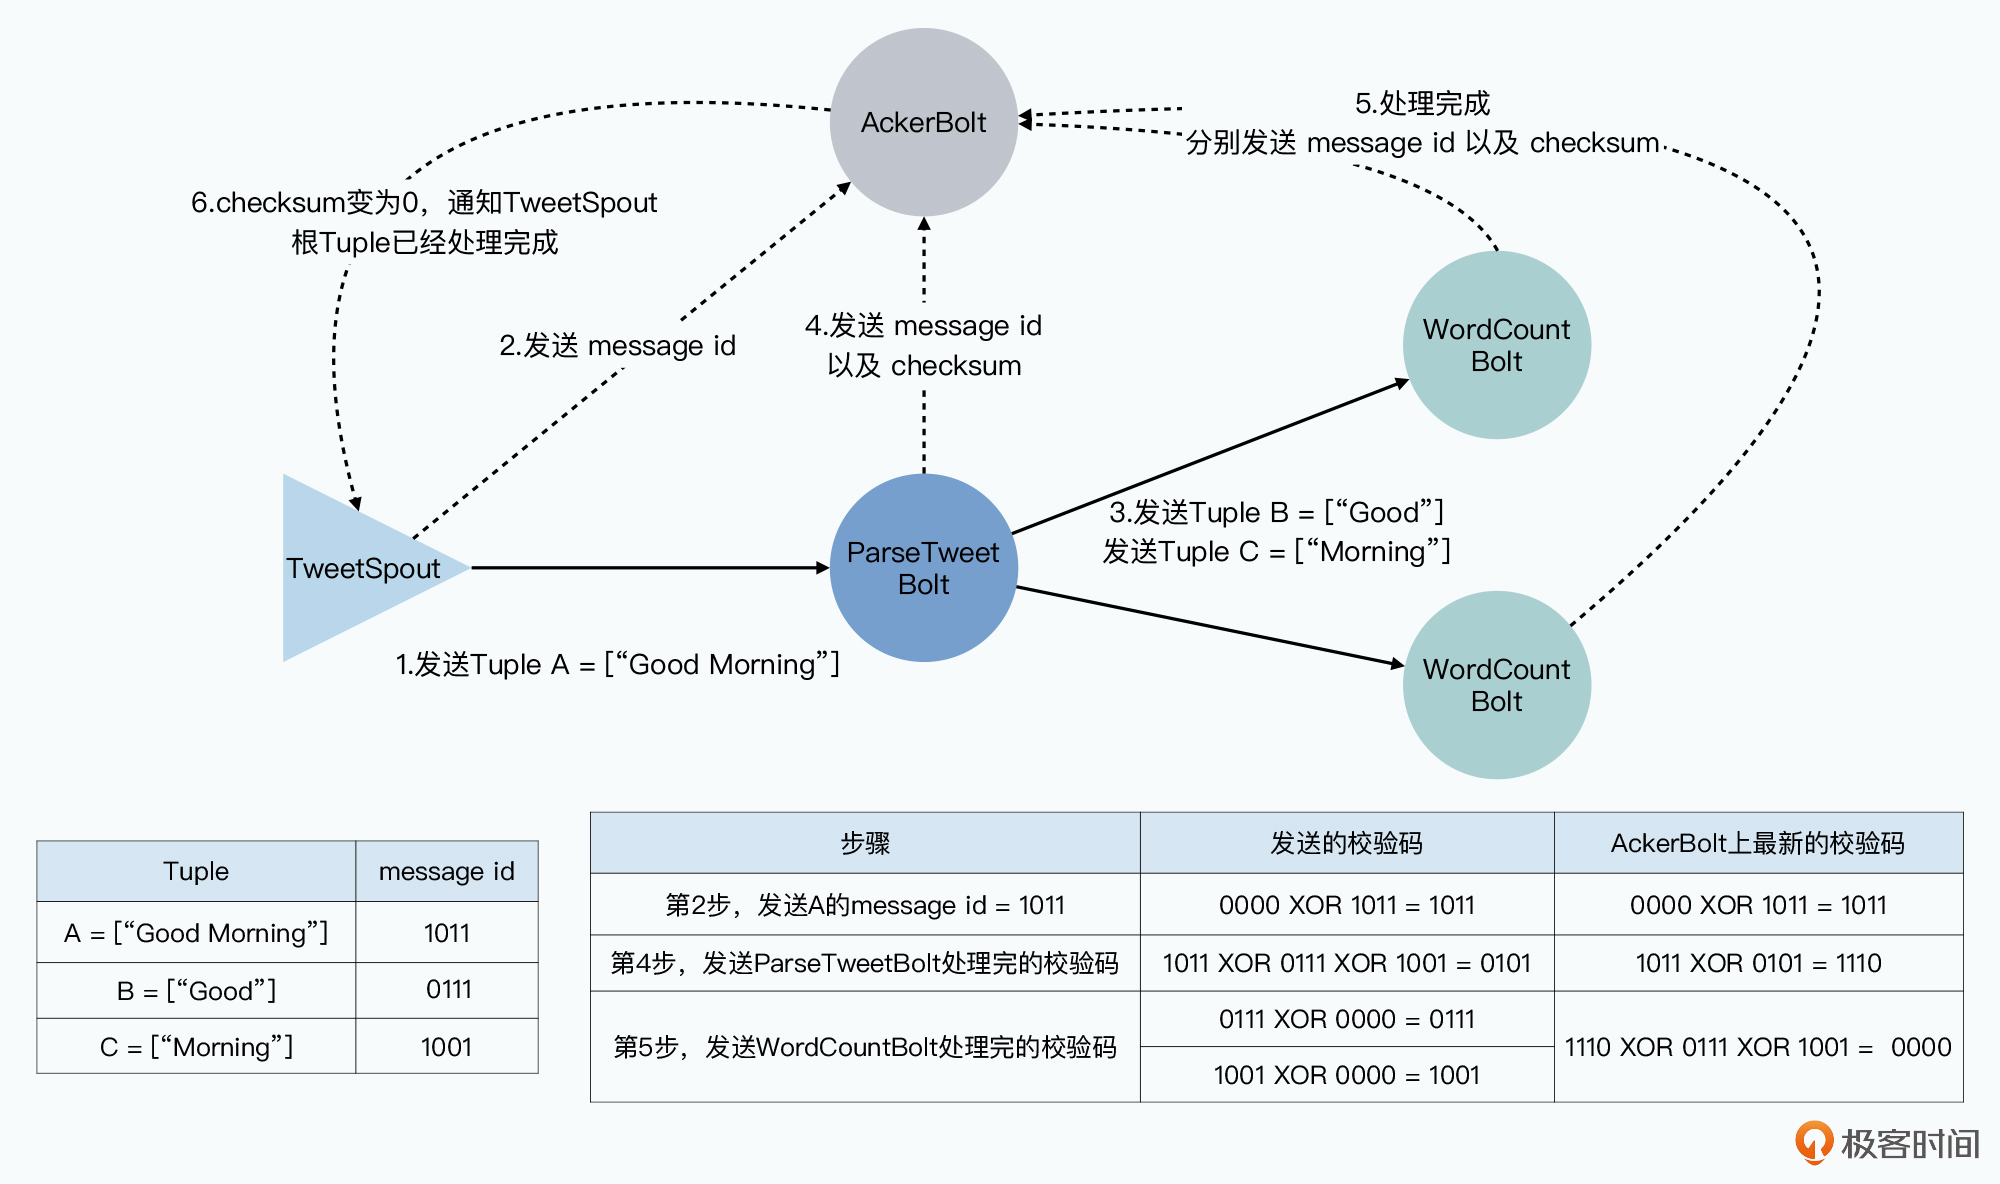 AckerBolt
5.处理完成
分别发送 message id 以及 checksum
6.checksum变为0，通知TweetSpout
根Tuple已经处理完成
2.发送 message id
4.发送 message id
以及 checksum
WordCount
Bolt
3.发送Tuple B = [“Good”]
发送Tuple C = [“Morning”]
TweetSpout
ParseTweet
Bolt
1.发送Tuple A = [“Good Morning”]
WordCount
Bolt
Tuple
message id
A = [“Good Morning”]
1011
B = [“Good”]
0111
C = [“Morning”]
1001
步骤
发送的校验码
AckerBolt上最新的校验码
第2步，发送A的message id = 1011
0000 XOR 1011 = 1011
0000 XOR 1011 = 1011
第4步，发送ParseTweetBolt处理完的校验码
1011 XOR 0111 XOR 1001 = 0101
1011 XOR 0101 = 1110
第5步，发送WordCountBolt处理完的校验码
0111 XOR 0000 = 0111
1001 XOR 0000 = 1001
1110 XOR 0111 XOR 1001 = 0000
极客时间